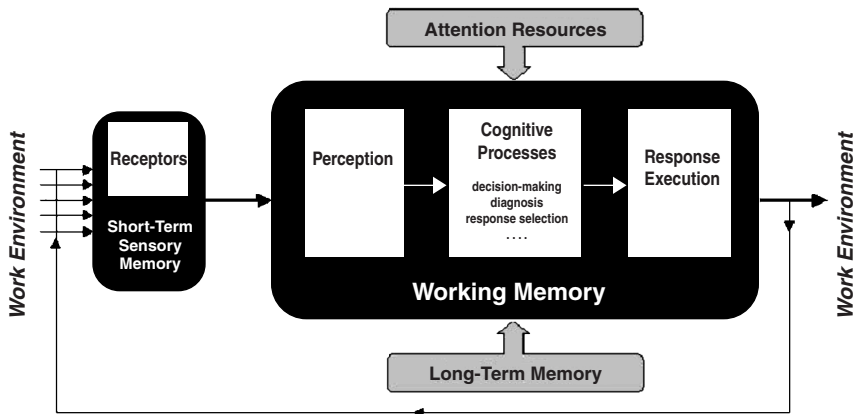 Attention Resources
Work Environment
Receptors
Short-Term
Sensory
Memory
Perception
Cognitive
Processes
decision-making
diagnosis
response selection
....
Response
Execution
Working Memory
Work Environment
Long-Term Memory